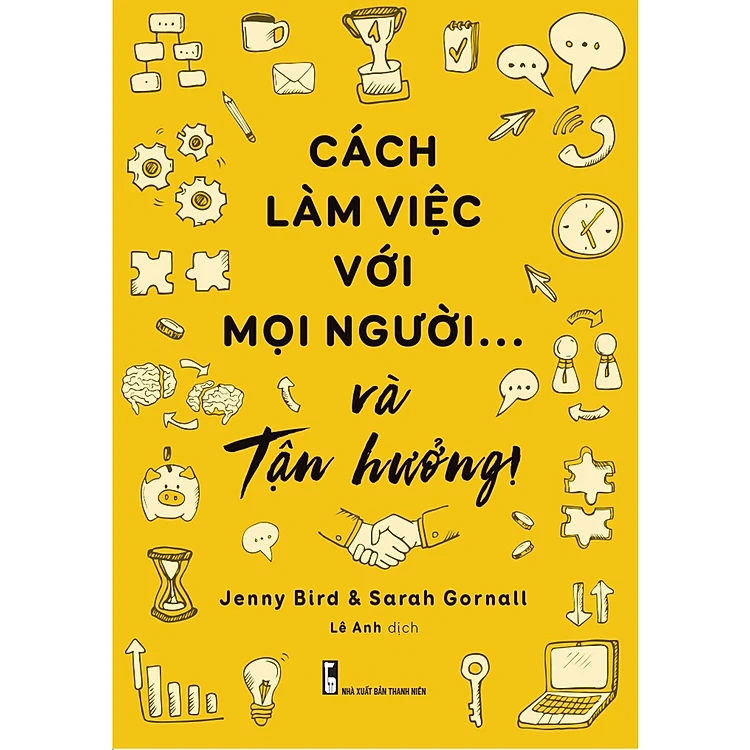 CÁCH
LÀM VIỆC
VỚI
MỌI NGƯỜI...
và
Tận hưởng!
Jenny Bird & Sarah Gornall
Lê Anh dịch
NHÀ XUẤT BẢN THANH NIÊN